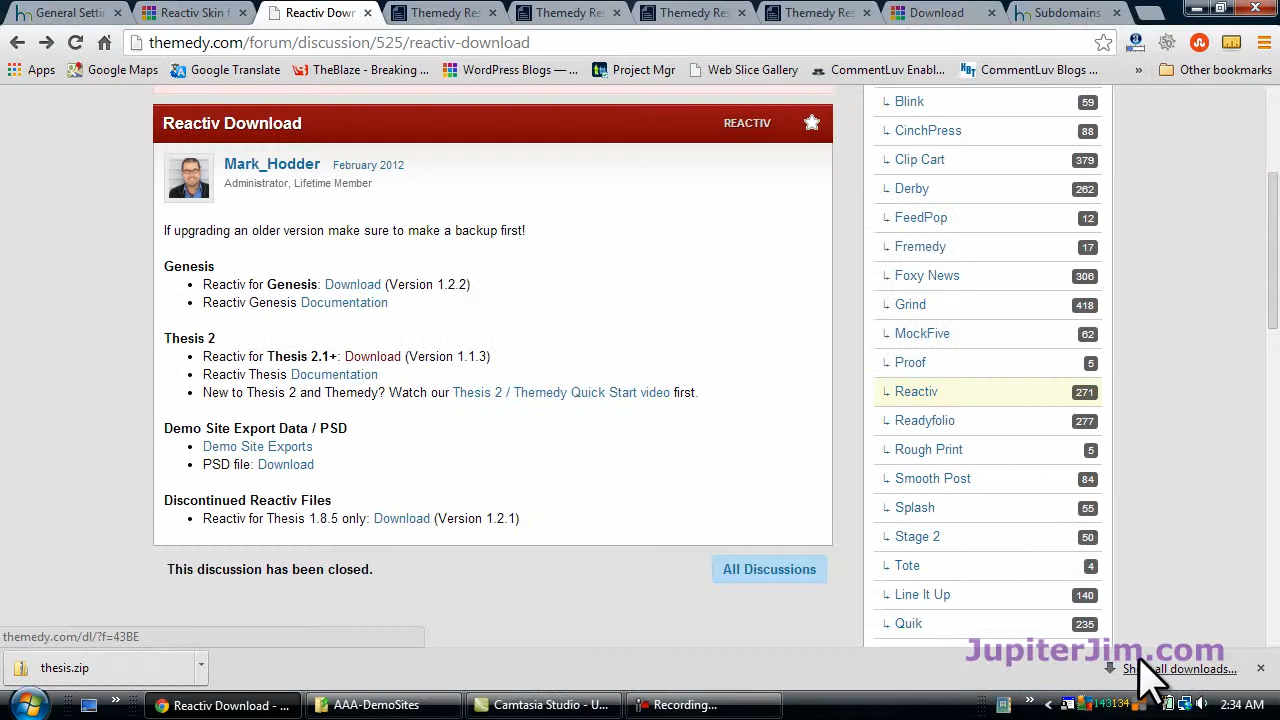 General Setti
Reactiv Skin f
Reactiv Dowr
Themedy Re:
Themedy Re:
Themedy Re:
Themedy Re:
Download
Subdomains
themedy.com/forum/discussion/525/reactiv-download
Apps
Google Maps
Google Translate
TheBlaze - Breaking ...
WordPress Blogs — ...
Project Mgr
Web Slice Gallery
CommentLuv Enabl...
CommentLuv Blogs ...
»
Other bookmarks
Reactiv Download
REACTIV
Mark_Hodder February 2012
Administrator, Lifetime Member
If upgrading an older version make sure to make a backup first!
Genesis
• Reactiv for Genesis: Download (Version 1.2.2)
• Reactiv Genesis Documentation
Thesis 2
• Reactiv for Thesis 2.1+: Download (Version 1.1.3)
• Reactiv Thesis Documentation
• New to Thesis 2 and Themedy? Watch our Thesis 2 / Themedy Quick Start video first.
Demo Site Export Data / PSD
• Demo Site Exports
• PSD file: Download
Discontinued Reactiv Files
• Reactiv for Thesis 1.8.5 only: Download (Version 1.2.1)
This discussion has been closed.
All Discussions
Blink 59
CinchPress 88
Clip Cart 379
Derby 262
FeedPop 12
Fremedy 17
Foxy News 306
Grind 418
MockFive 62
Proof 5
Reactiv 271
Readyfolio 277
Rough Print 5
Smooth Post 84
Splash 55
Stage 2 50
Tote 4
Line It Up 140
Quik 235
themedy.com/dl/?f=43BE
JupiterJim.com
thesis.zip
Show all downloads...
»
Reactiv Download - ...
AAA-DemoSites
Camtasia Studio - U...
Recording...
»
143134
2:34 AM